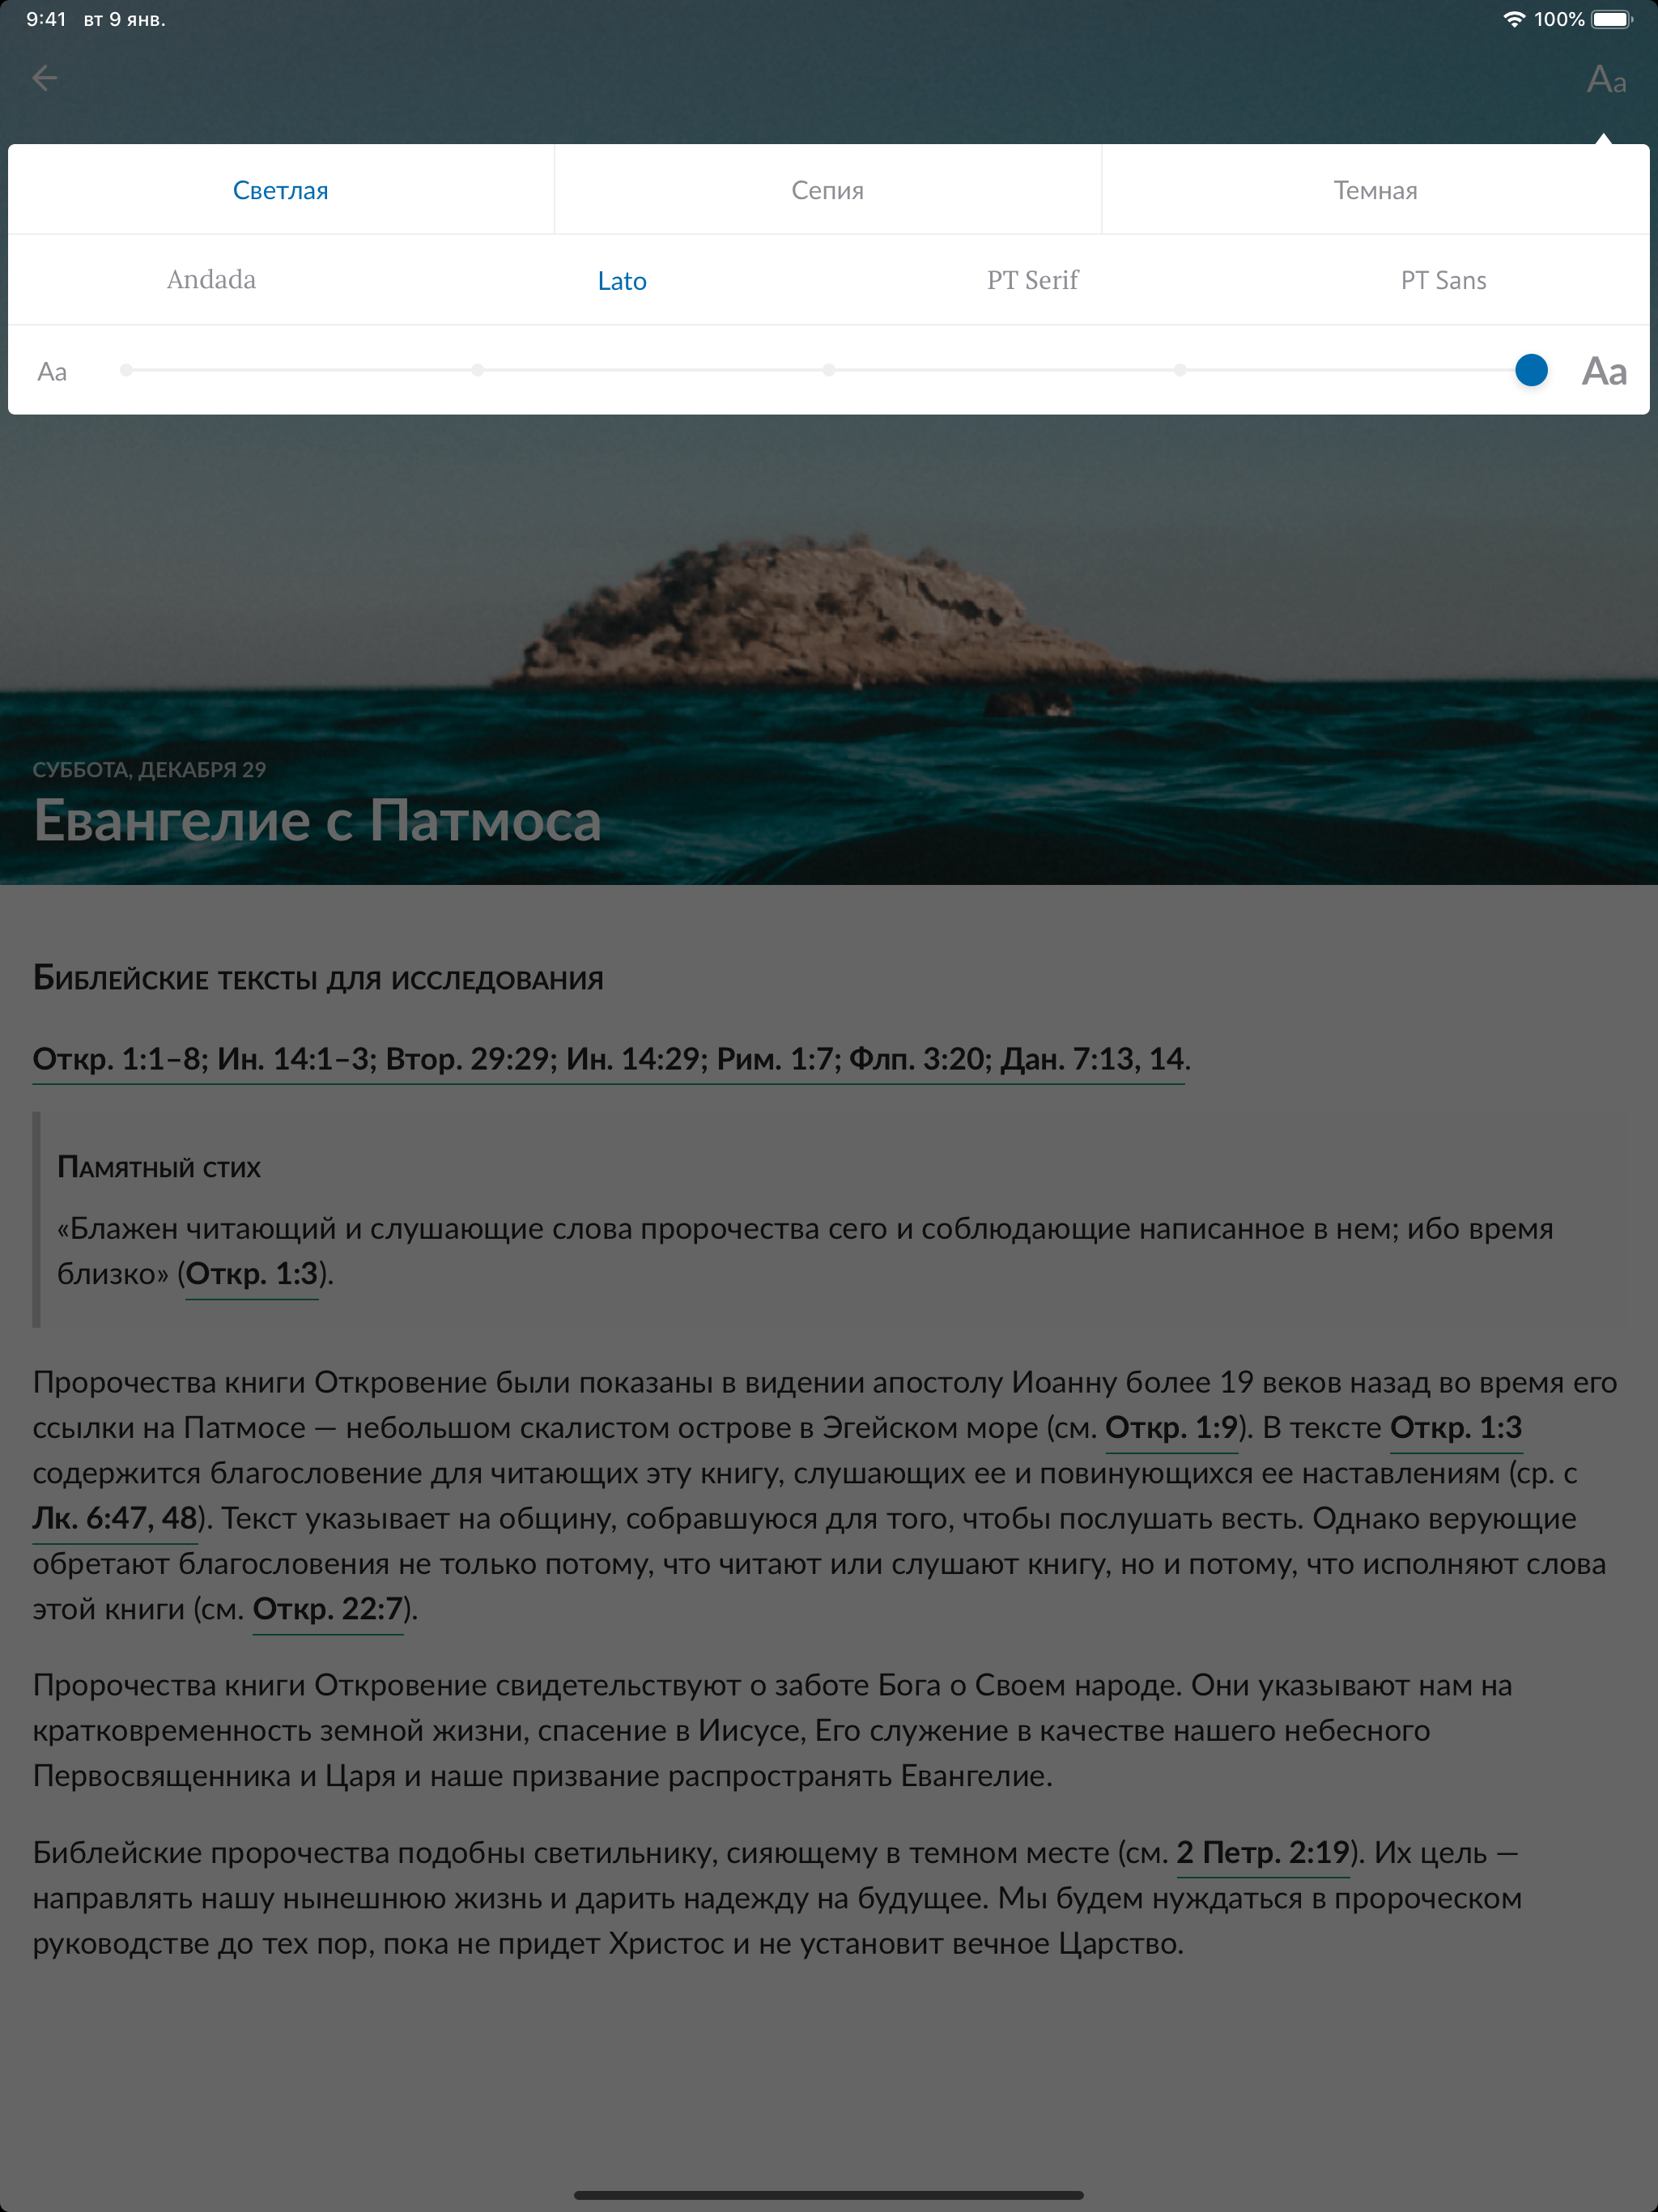 9:41 вт 9 янв. 100%
Aa
Светлая Сепия Темная
Andada Lato PT Serif PT Sans
Aa Aa
СУББОТА, ДЕКАБРЯ 29
Евангелие с Патмоса
Библейские тексты для исследования
Откр. 1:1–8; Ин. 14:1–3; Втор. 29:29; Ин. 14:29; Рим. 1:7; Флп. 3:20; Дан. 7:13, 14.
Памятный стих
«Блажен читающий и слушающие слова пророчества сего и соблюдающие написанное в нем; ибо время
близко» (Откр. 1:3).
Пророчества книги Откровение были показаны в видении апостолу Иоанну более 19 веков назад во время его
ссылки на Патмосе — небольшом скалистом острове в Эгейском море (см. Откр. 1:9). В тексте Откр. 1:3
содержится благословение для читающих эту книгу, слушающих ее и повинующихся ее наставлениям (ср. с
Лк. 6:47, 48). Текст указывает на общину, собравшуюся для того, чтобы послушать весть. Однако верующие
обретают благословения не только потому, что читают или слушают книгу, но и потому, что исполняют слова
этой книги (см. Откр. 22:7).
Пророчества книги Откровение свидетельствуют о заботе Бога о Своем народе. Они указывают нам на
кратковременность земной жизни, спасение в Иисусе, Его служение в качестве нашего небесного
Первосвященника и Царя и наше призвание распространять Евангелие.
Библейские пророчества подобны светильнику, сияющему в темном месте (см. 2 Петр. 2:19). Их цель —
направлять нашу нынешнюю жизнь и дарить надежду на будущее. Мы будем нуждаться в пророческом
руководстве до тех пор, пока не придет Христос и не установит вечное Царство.